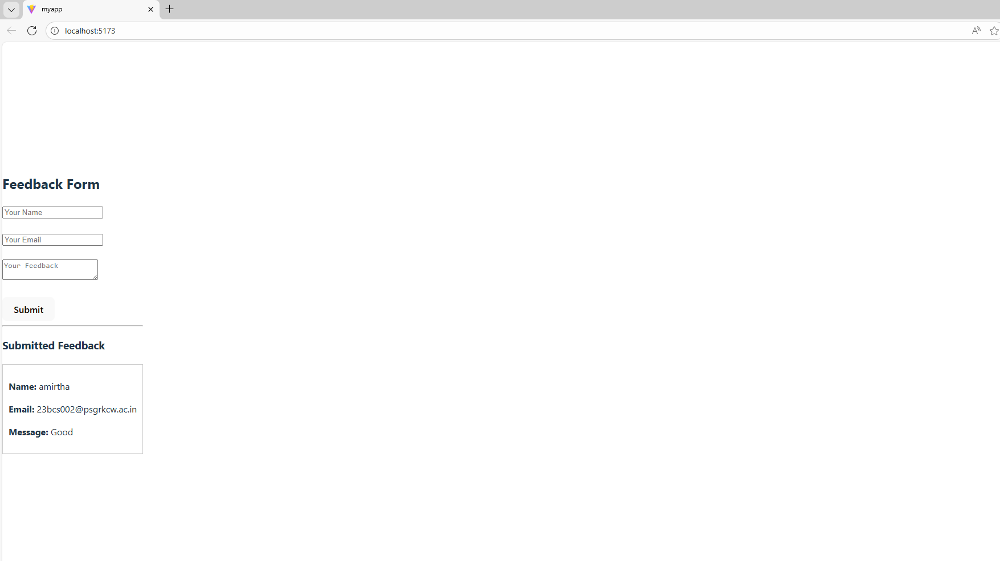 myapp
localhost:5173
Feedback Form
Your Name
Your Email
Your Feedback
Submit
Submitted Feedback
Name: amirtha
Email: 23bcs002@psgrkcw.ac.in
Message: Good